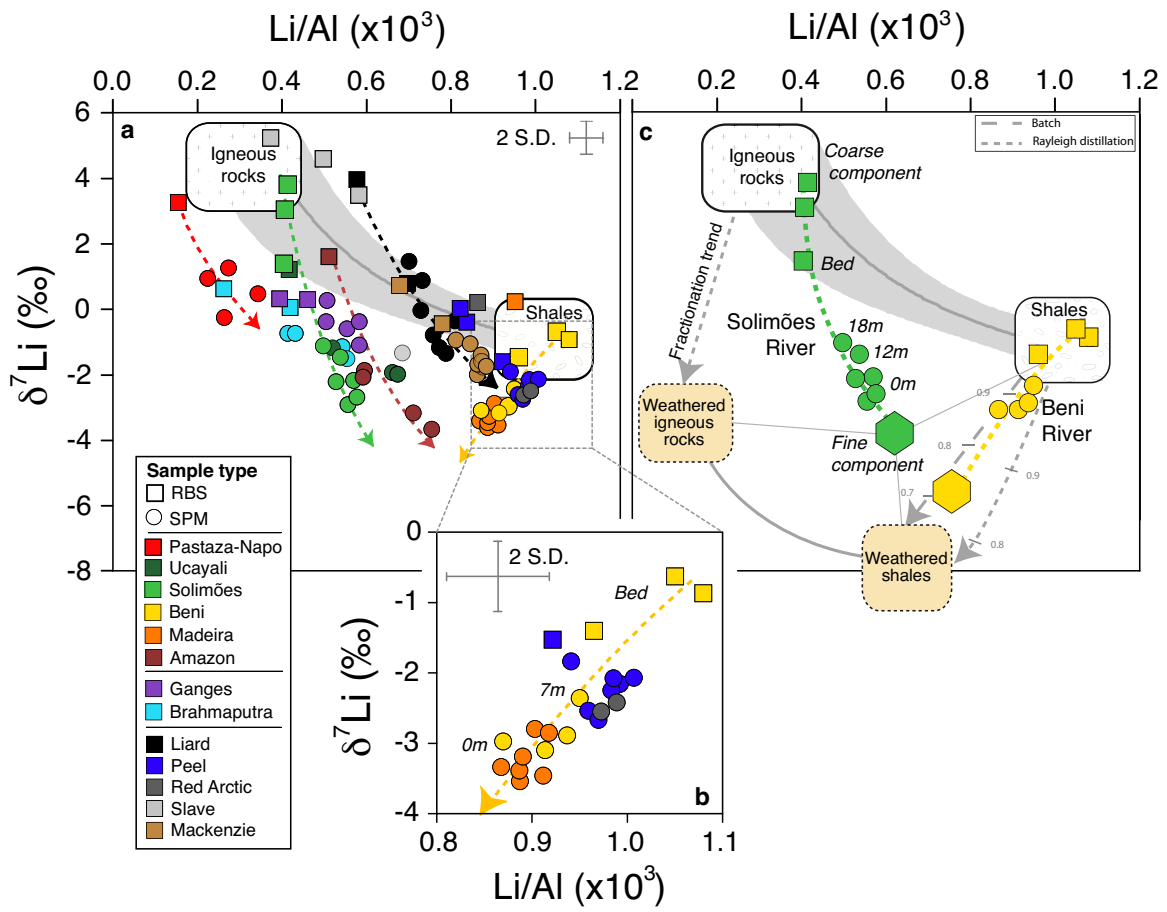 Li/Al (x10³)
0.0 0.2 0.4 0.6 0.8 1.0 1.2
δ⁷Li (‰)
6
4
2
0
-2
-4
-6
-8
a
2 S.D.
Igneous
rocks
Shales
Sample type
RBS
SPM
Pastaza-Napo
Ucayali
Solimões
Beni
Madeira
Amazon
Ganges
Brahmaputra
Liard
Peel
Red Arctic
Slave
Mackenzie
δ⁷Li (‰)
0
-1
-2
-3
-4
2 S.D.
Bed
7m
0m
b
0.8 0.9 1.0 1.1
Li/Al (x10³)
Li/Al (x10³)
0.2 0.4 0.6 0.8 1.0 1.2
c
Batch
Rayleigh distillation
Igneous
rocks
Coarse
component
Bed
Fractionation trend
Solimões
River
18m
12m
0m
Shales
0.9
Beni
River
0.8
0.9
0.7
0.8
Fine
component
Weathered
igneous
rocks
Weathered
shales